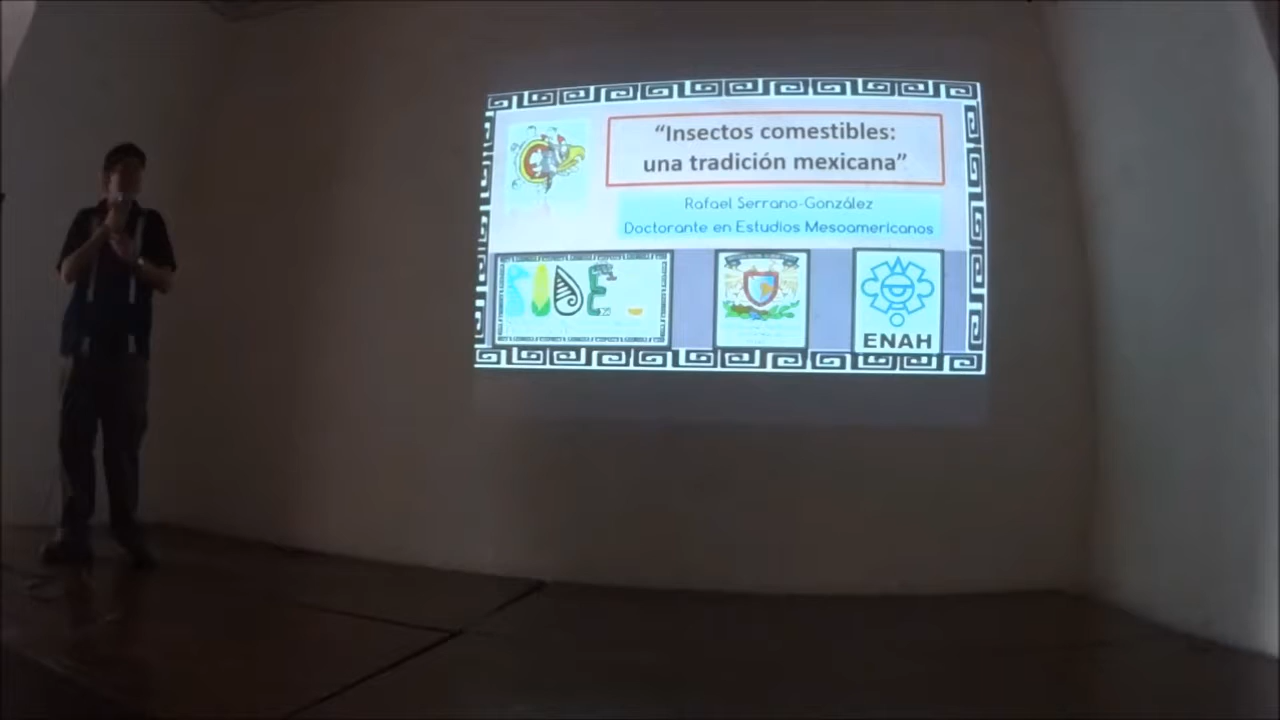 “Insectos comestibles:
una tradición mexicana”
Rafael Serrano-González
Doctorante en Estudios Mesoamericanos
ENAH